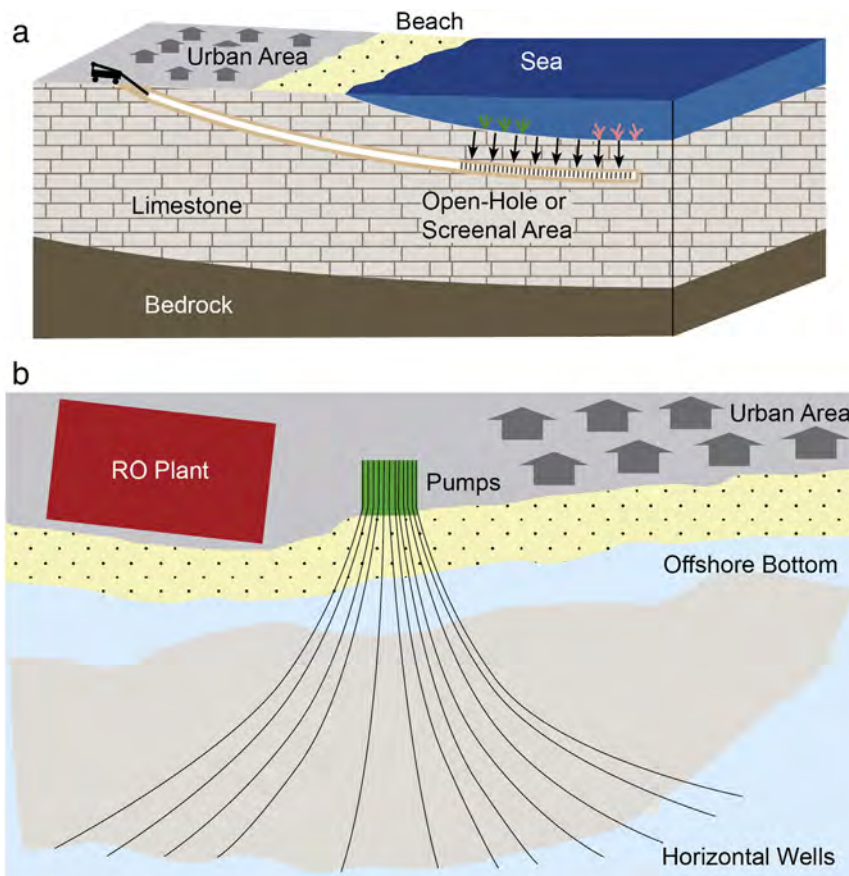 a
Beach
Urban Area
Sea
Limestone
Open-Hole or
Screenal Area
Bedrock
b
Urban Area
RO Plant
Pumps
Offshore Bottom
Horizontal Wells